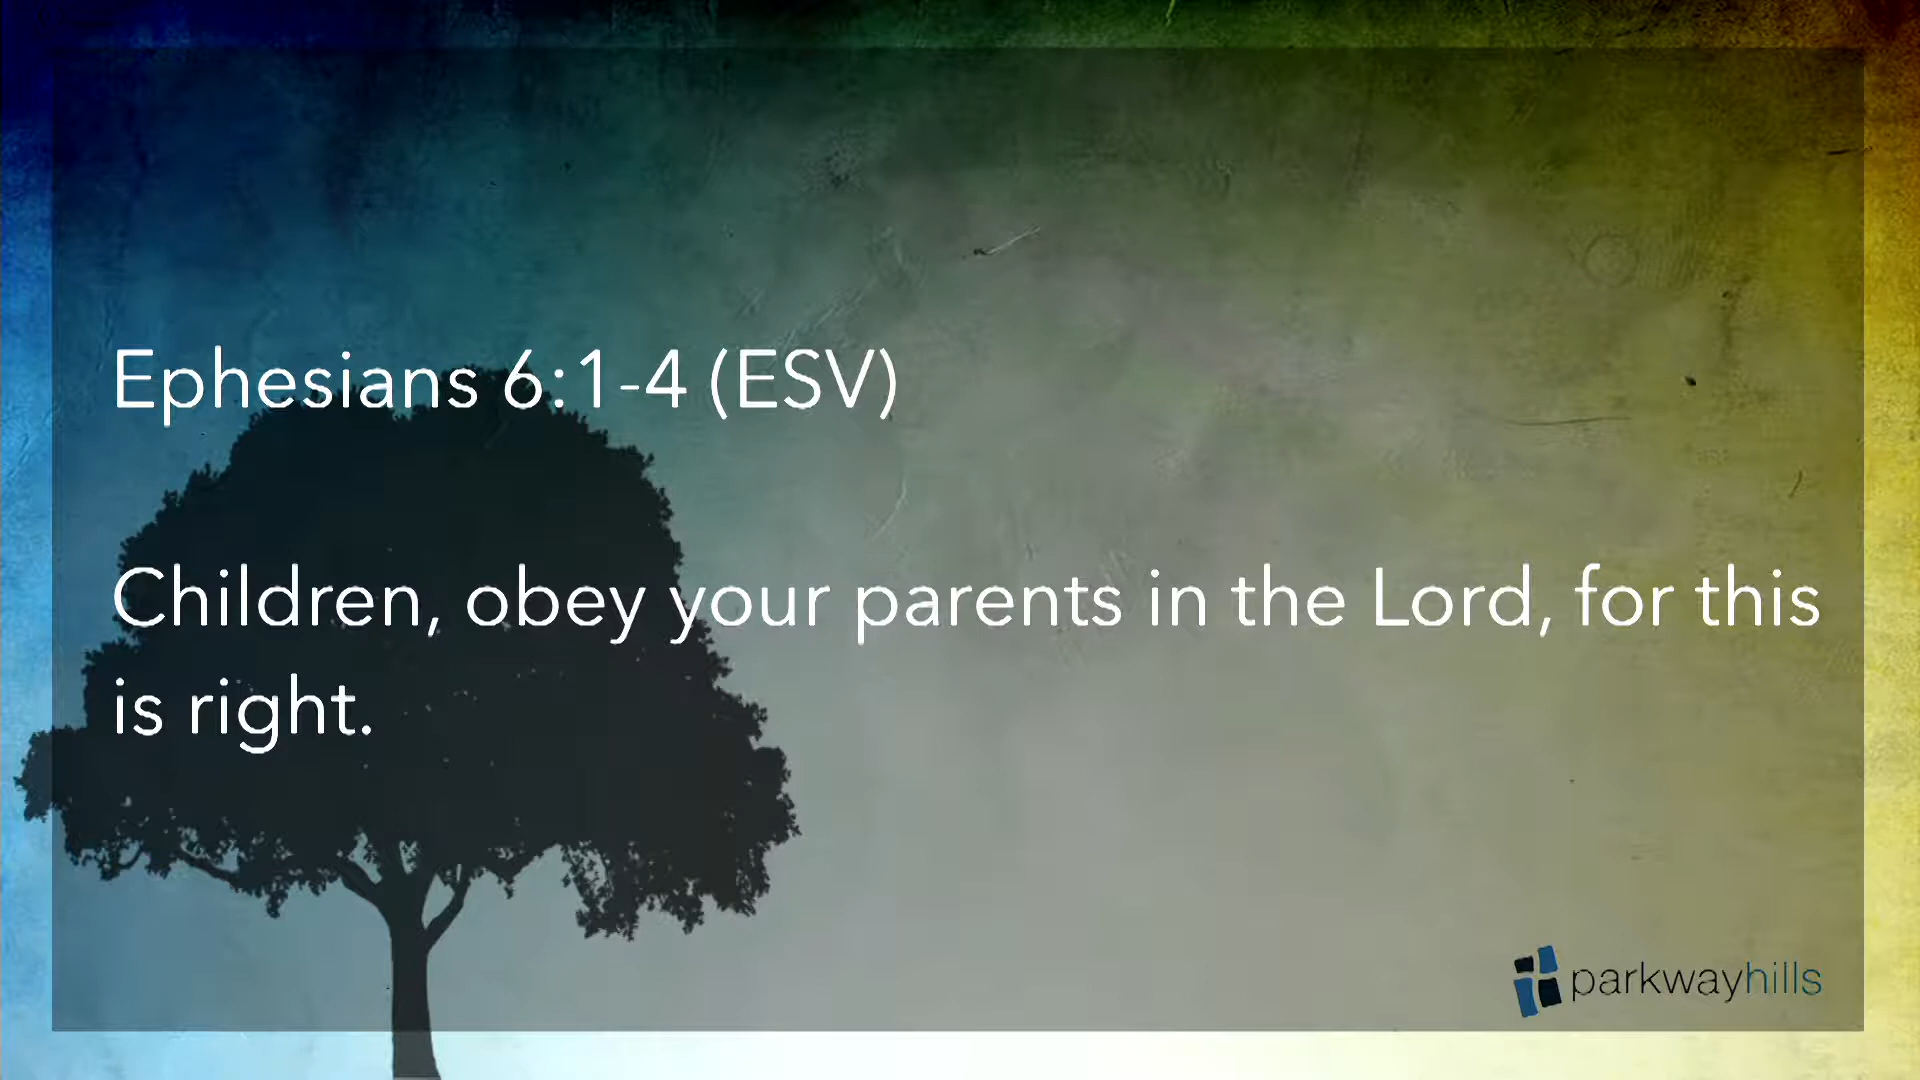 Ephesians 6:1-4 (ESV)
Children, obey your parents in the Lord, for this
is right.
parkwayhills